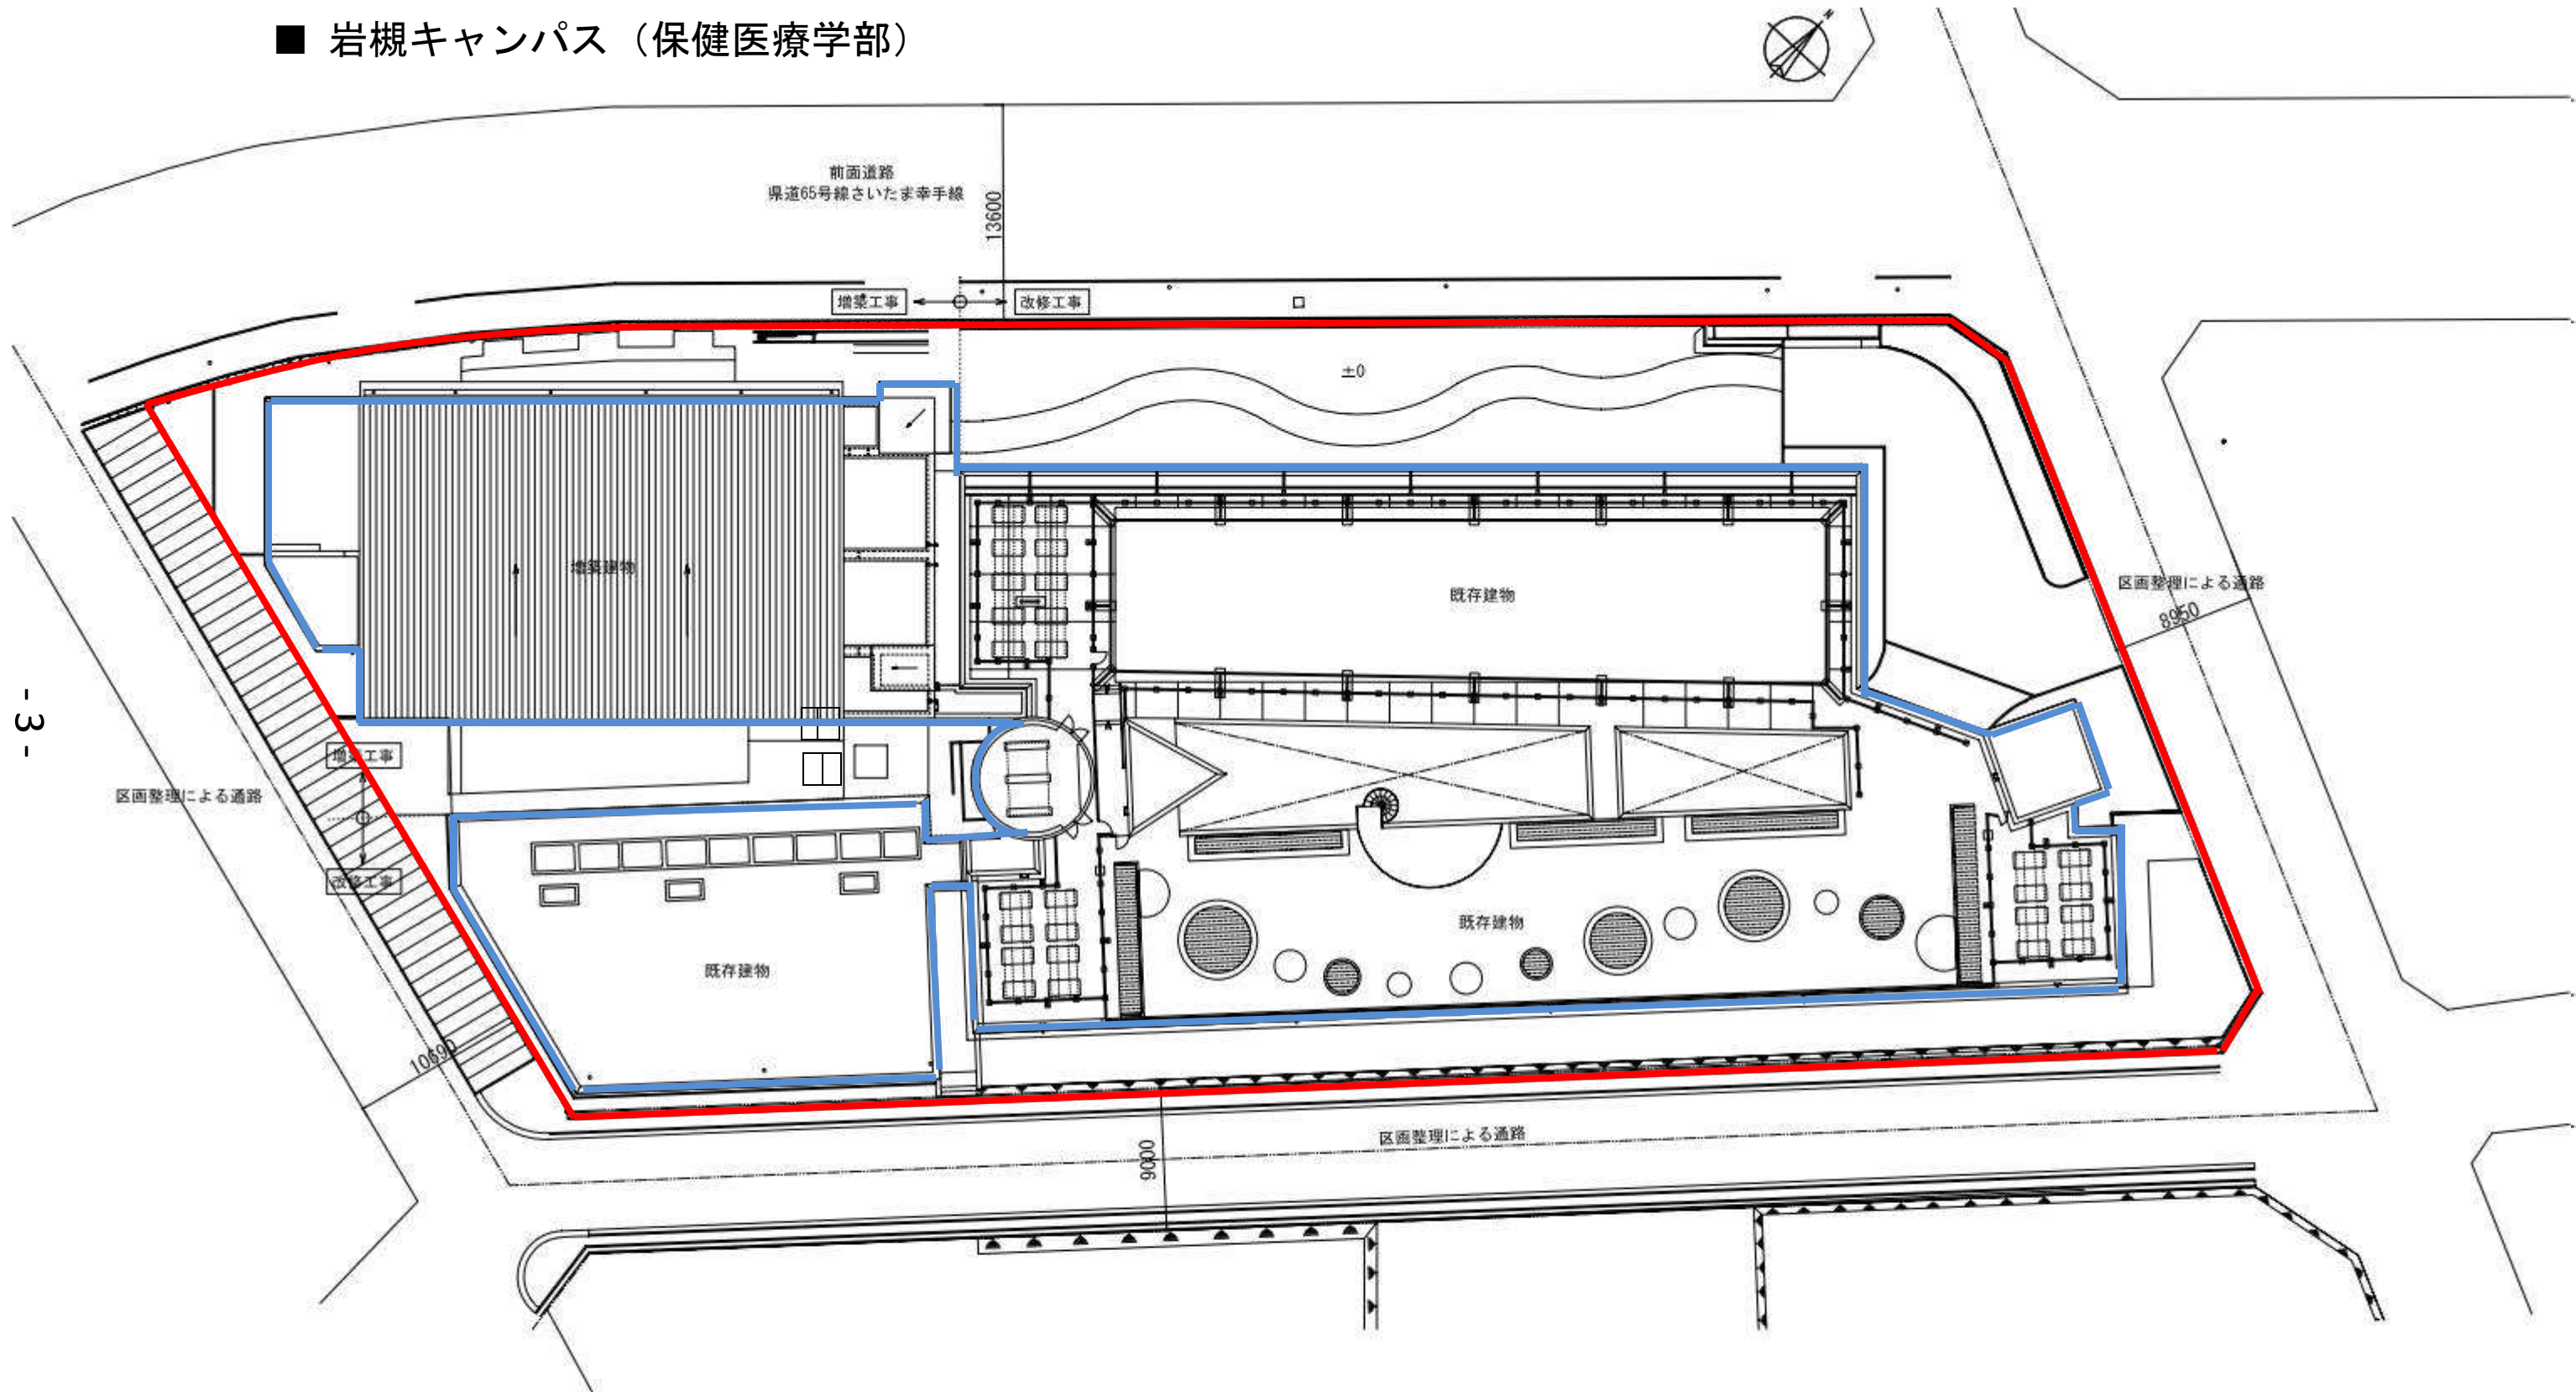 ■ 岩槻キャンパス（保健医療学部）
N
前面道路
県道65号線さいたま幸手線
13600
増築工事
改修工事
±0
増築建物
既存建物
区画整理による通路
8950
増築工事
区画整理による通路
改修工事
既存建物
既存建物
10690
区画整理による通路
9000
- 3 -